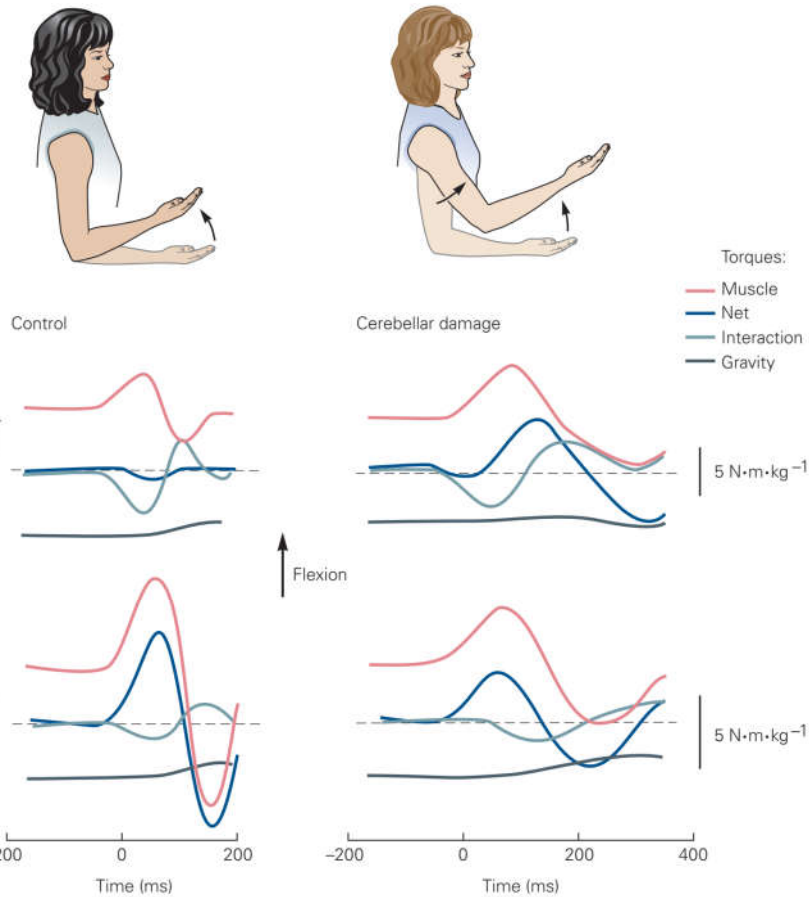 Torques:
Muscle
Net
Interaction
Gravity
Control
Cerebellar damage
5 N•m•kg⁻¹
Flexion
5 N•m•kg⁻¹
0 200
–200 0 200 400
Time (ms)
Time (ms)